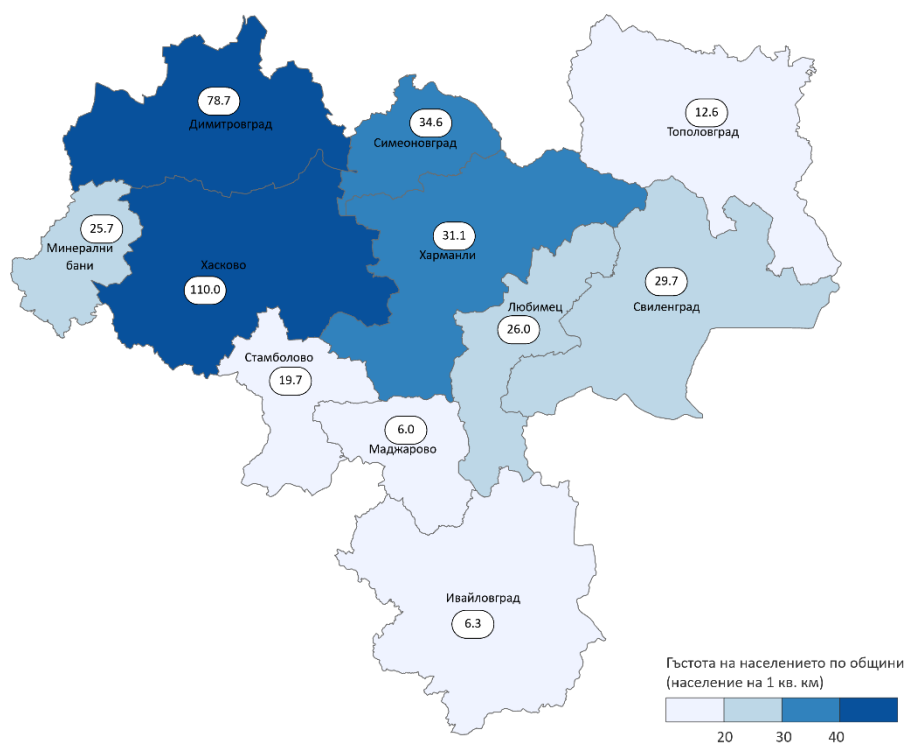 78.7
Димитровград
34.6
Симеоновград
12.6
Тополовград
25.7
Минерални
бани
Хасково
110.0
31.1
Харманли
29.7
Свиленград
Любимец
26.0
Стамболово
19.7
6.0
Маджарово
Ивайловград
6.3
Гъстота на населението по общини
(население на 1 кв. км)
20 30 40